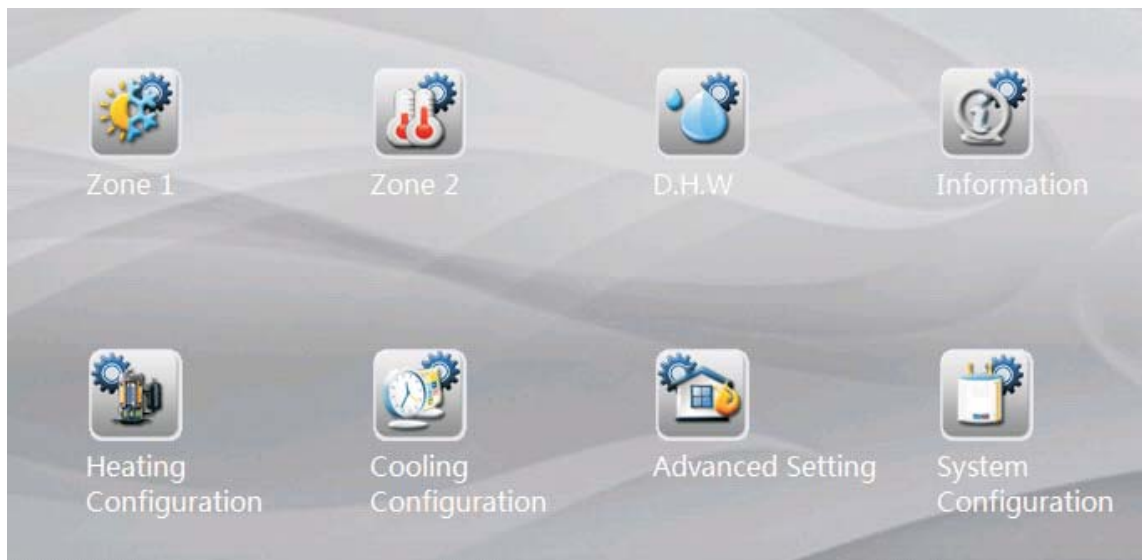 Zone 1
Zone 2
D.H.W
Information
Heating
Configuration
Cooling
Configuration
Advanced Setting
System
Configuration